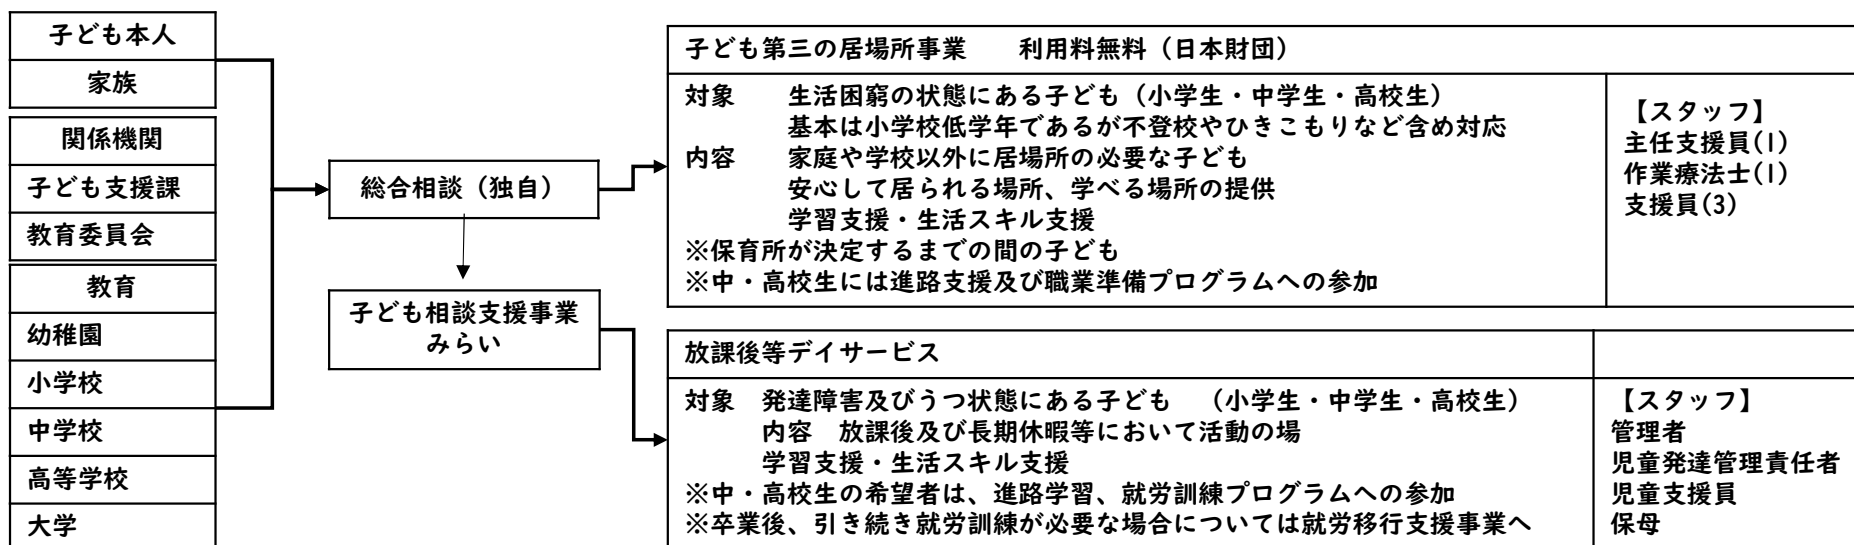 子ども本人
家族
関係機関
子ども支援課
教育委員会
教育
幼稚園
小学校
中学校
高等学校
大学
総合相談（独自）
子ども相談支援事業
みらい
子ども第三の居場所事業　　利用料無料（日本財団）
対象　　生活困窮の状態にある子ども（小学生・中学生・高校生）
基本は小学校低学年であるが不登校やひきこもりなど含め対応
内容　　家庭や学校以外に居場所の必要な子ども
安心して居られる場所、学べる場所の提供
学習支援・生活スキル支援
※保育所が決定するまでの間の子ども
※中・高校生には進路支援及び職業準備プログラムへの参加
【スタッフ】
主任支援員(1)
作業療法士(1)
支援員(3)
放課後等デイサービス
対象　発達障害及びうつ状態にある子ども　（小学生・中学生・高校生）
内容　放課後及び長期休暇等において活動の場
学習支援・生活スキル支援
※中・高校生の希望者は、進路学習、就労訓練プログラムへの参加
※卒業後、引き続き就労訓練が必要な場合については就労移行支援事業へ
【スタッフ】
管理者
児童発達管理責任者
児童支援員
保母